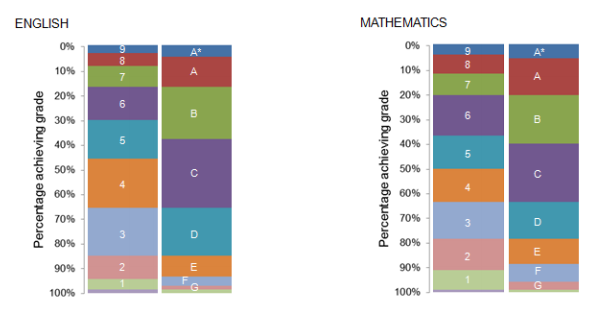 ENGLISH
Percentage achieving grade
0%
10%
20%
30%
40%
50%
60%
70%
80%
90%
100%
9
8
7
6
5
4
3
2
1
A*
A
B
C
D
E
F
G
MATHEMATICS
Percentage achieving grade
0%
10%
20%
30%
40%
50%
60%
70%
80%
90%
100%
9
8
7
6
5
4
3
2
1
A*
A
B
C
D
E
F
G